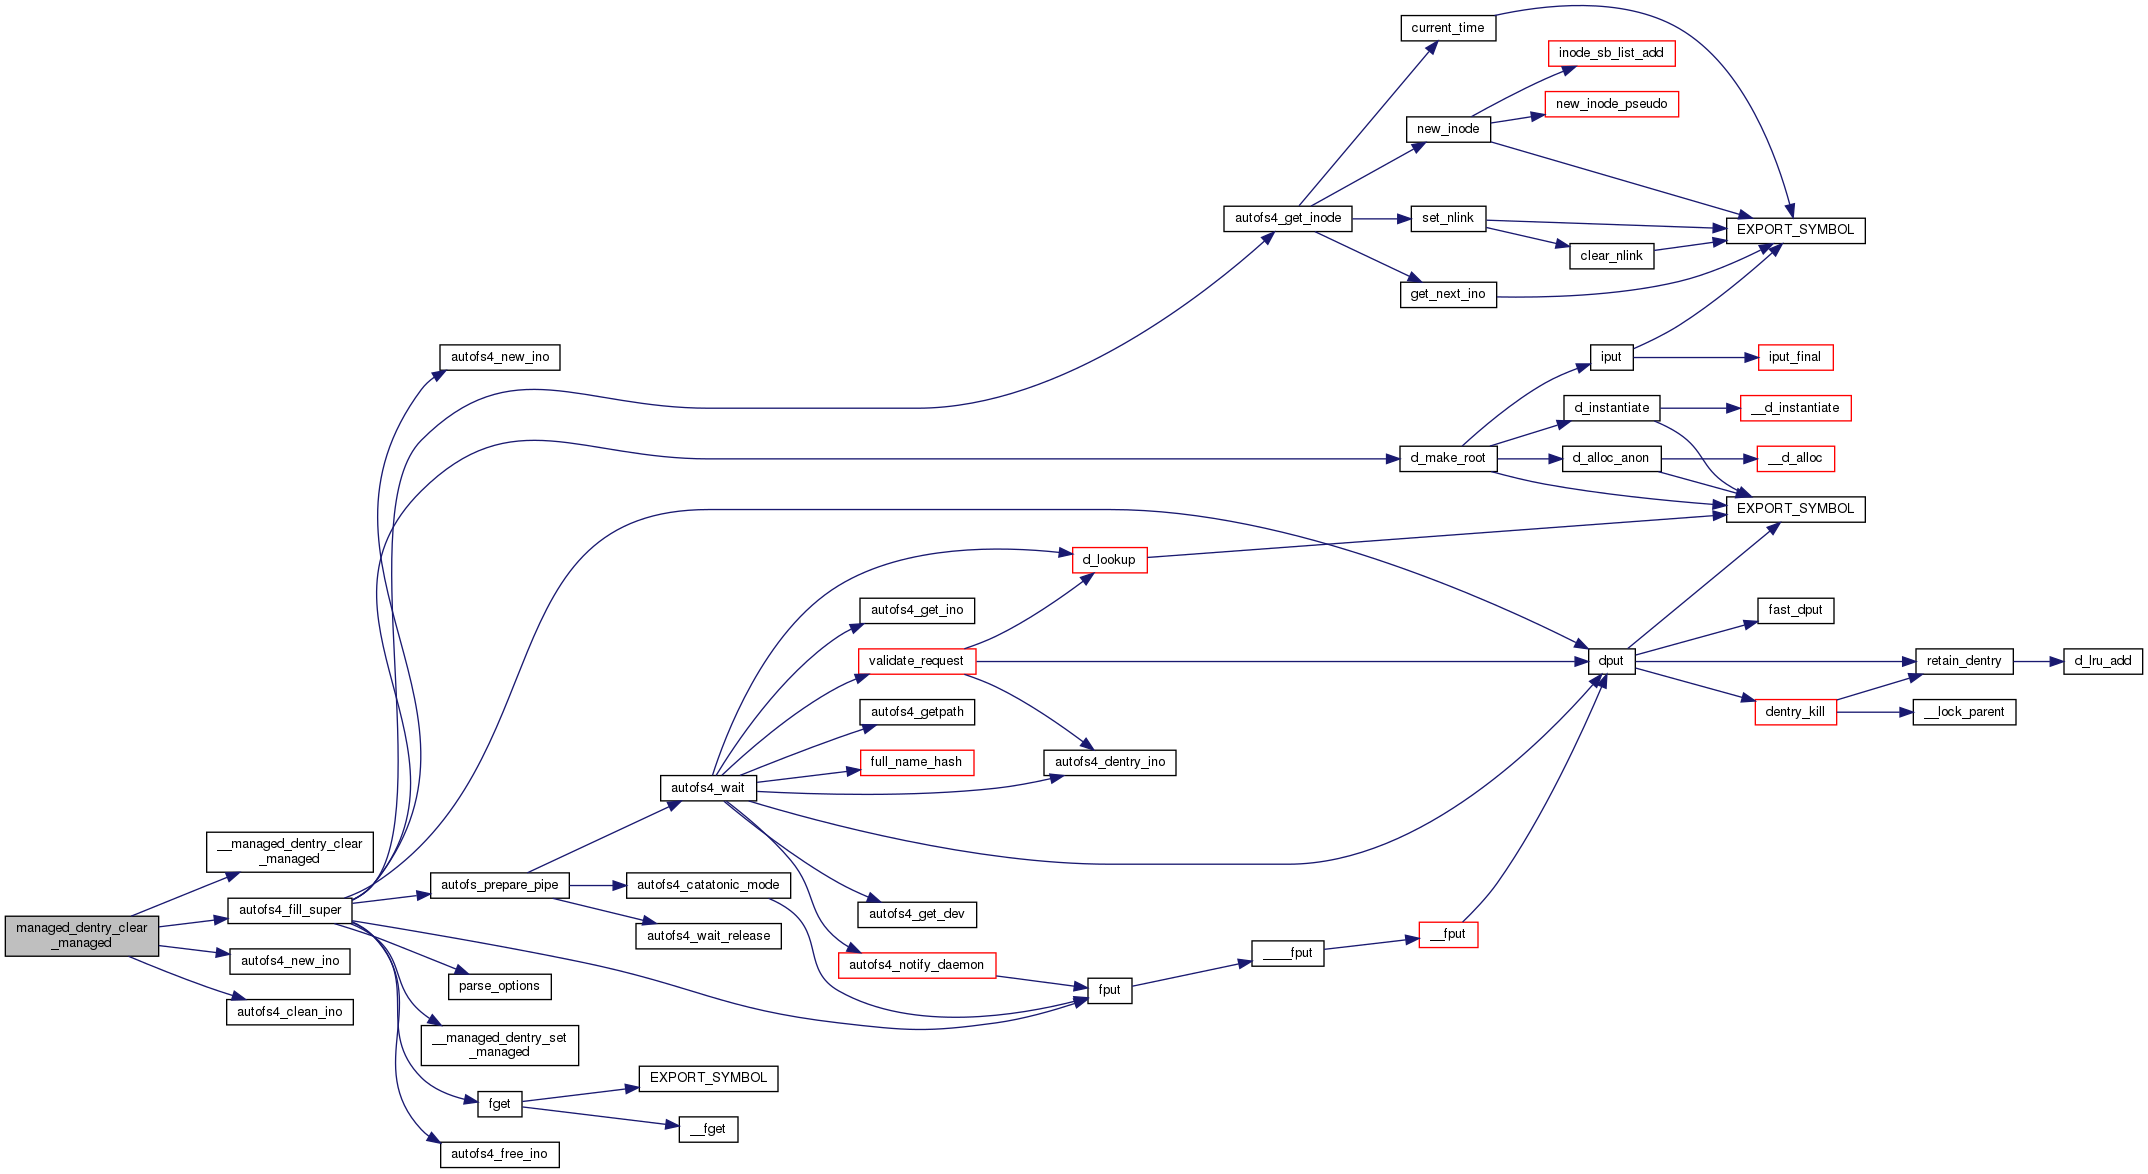 current_time
inode_sb_list_add
new_inode_pseudo
new_inode
autofs4_get_inode
set_nlink
EXPORT_SYMBOL
clear_nlink
get_next_ino
autofs4_new_ino
iput
iput_final
d_instantiate
__d_instantiate
d_make_root
d_alloc_anon
__d_alloc
EXPORT_SYMBOL
d_lookup
autofs4_get_ino
fast_dput
validate_request
dput
retain_dentry
d_lru_add
autofs4_getpath
dentry_kill
__lock_parent
full_name_hash
autofs4_dentry_ino
autofs4_wait
__managed_dentry_clear
_managed
autofs_prepare_pipe
autofs4_catatonic_mode
autofs4_fill_super
autofs4_get_dev
managed_dentry_clear
_managed
autofs4_wait_release
__fput
____fput
autofs4_new_ino
autofs4_notify_daemon
parse_options
fput
autofs4_clean_ino
__managed_dentry_set
_managed
EXPORT_SYMBOL
fget
__fget
autofs4_free_ino